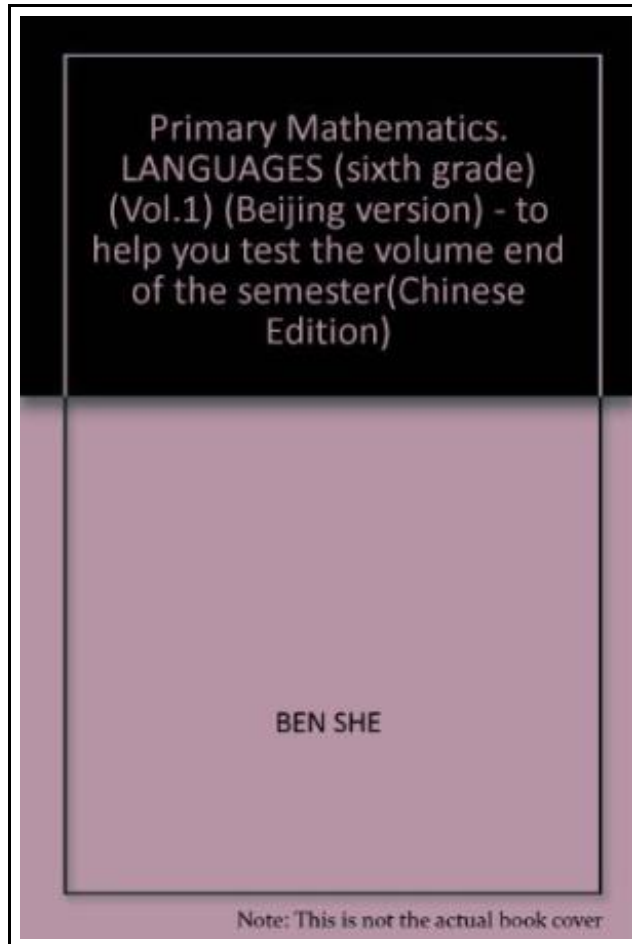 Primary Mathematics.
LANGUAGES (sixth grade)
(Vol.1) (Beijing version) - to
help you test the volume end
of the semester(Chinese
Edition)
BEN SHE
Note: This is not the actual book cover